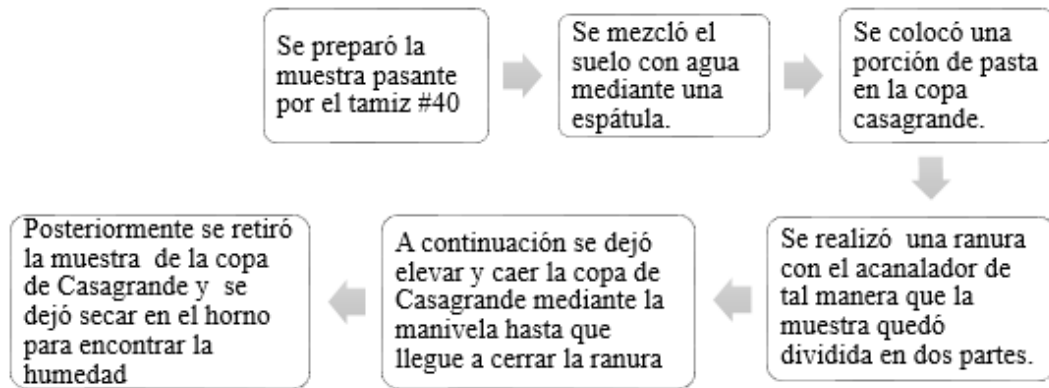 Se preparó la
muestra pasante
por el tamiz #40
Se mezcló el
suelo con agua
mediante una
espátula.
Se colocó una
porción de pasta
en la copa
casagrande.
Se realizó una ranura
con el acanalador de
tal manera que la
muestra quedó
dividida en dos partes.
A continuación se dejó
elevar y caer la copa de
Casagrande mediante la
manivela hasta que
llegue a cerrar la ranura
Posteriormente se retiró
la muestra de la copa
de Casagrande y se
dejó secar en el horno
para encontrar la
humedad